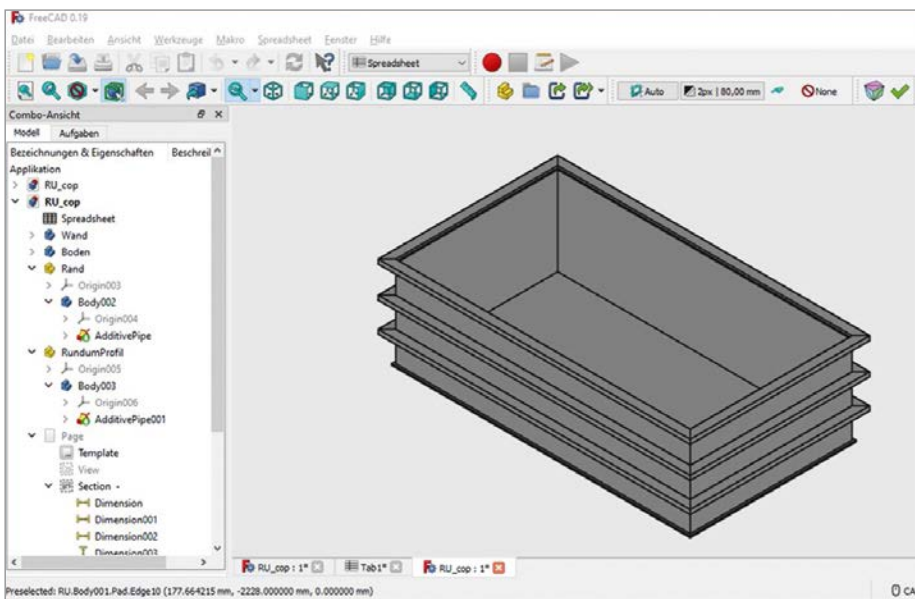 FreeCAD 0.19
Datei Bearbeiten Ansicht Werkzeuge Makro Spreadsheet Fenster Hilfe
Spreadsheet
Auto 2px | 80,00 mm None
Combo-Ansicht
Modell Aufgaben
Bezeichnungen & Eigenschaften Beschreil
Applikation
RU_cop
RU_cop
Spreadsheet
Wand
Boden
Rand
Origin003
Body002
Origin004
AdditivePipe
RundumProfil
Origin005
Body003
Origin006
AdditivePipe001
Page
Template
View
Section -
Dimension
Dimension001
Dimension002
Dimension003
RU_cop : 1* Tab1* RU_cop : 1*
Preselected: RU.Body001.Pad.Edge10 (177.664215 mm, -2228.000000 mm, 0.000000 mm) CA